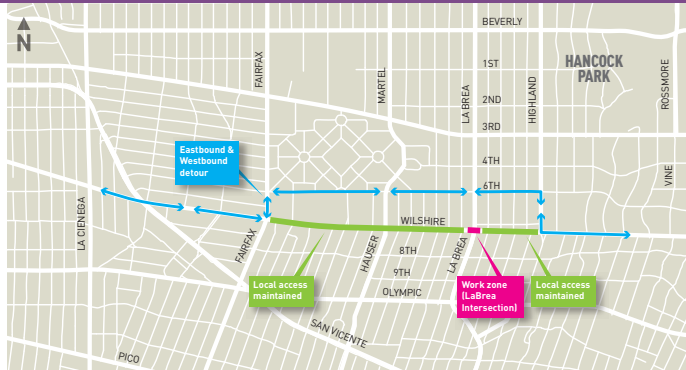 N
BEVERLY
FAIRFAX
MARTEL
LA BREA
1ST
HIGHLAND
HANCOCK
PARK
ROSSMORE
2ND
3RD
Eastbound &
Westbound
detour
4TH
6TH
VINE
LA CIENEGA
WILSHIRE
FAIRFAX
HAUSER
8TH
LA BREA
9TH
Local access
maintained
OLYMPIC
Work zone
(LaBrea
Intersection)
Local access
maintained
SAN VICENTE
PICO